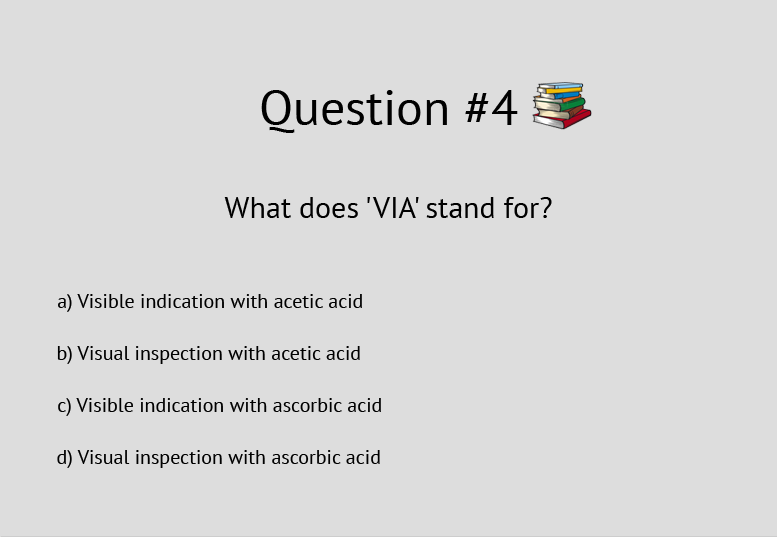 Question #4
What does 'VIA' stand for?
a) Visible indication with acetic acid
b) Visual inspection with acetic acid
c) Visible indication with ascorbic acid
d) Visual inspection with ascorbic acid